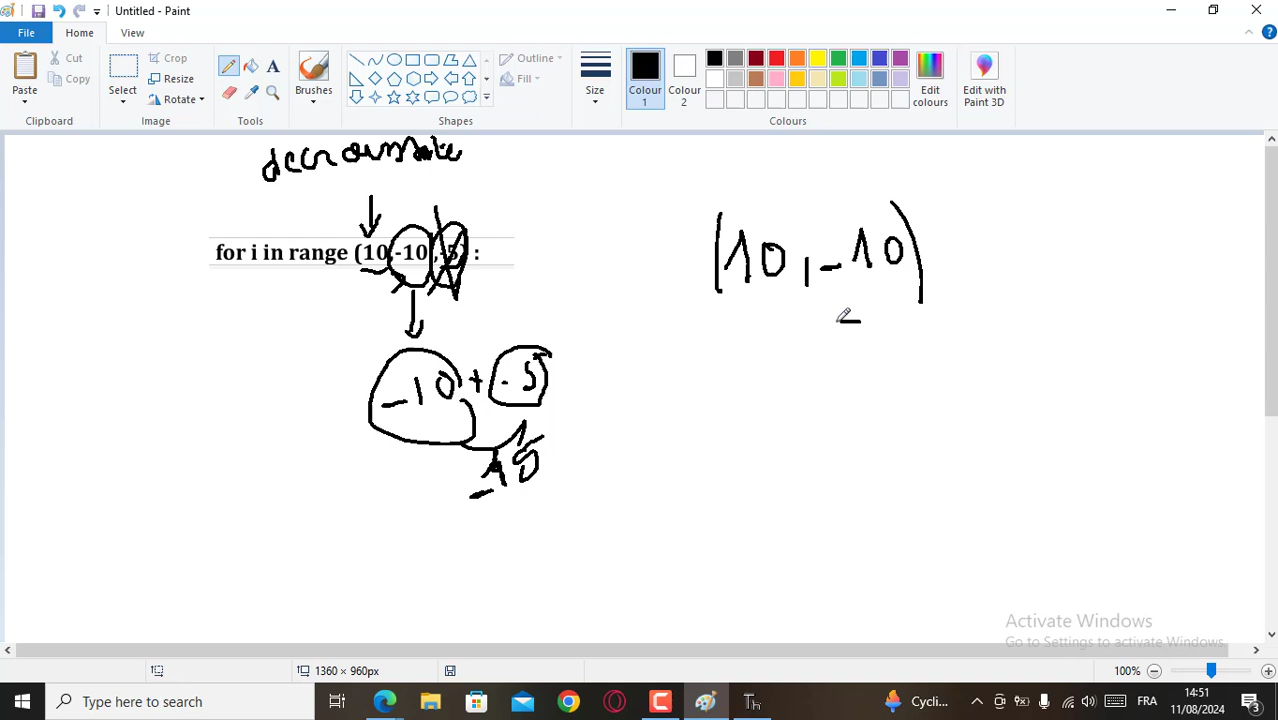 Untitled - Paint
File Home View
Paste Cut Copy Clipboard
Select Crop Resize Rotate Image
Tools
Brushes
Shapes Outline Fill
Size
Colour 1 Colour 2 Colours
Edit colours
Edit with Paint 3D
for i in range (10,-10,-5) :
(10,-10)
-10 + -5
-15
Activate Windows
Go to Settings to activate Windows.
1360 × 960px
100%
Type here to search
Th
Cycli...
FRA
14:51
11/08/2024
3